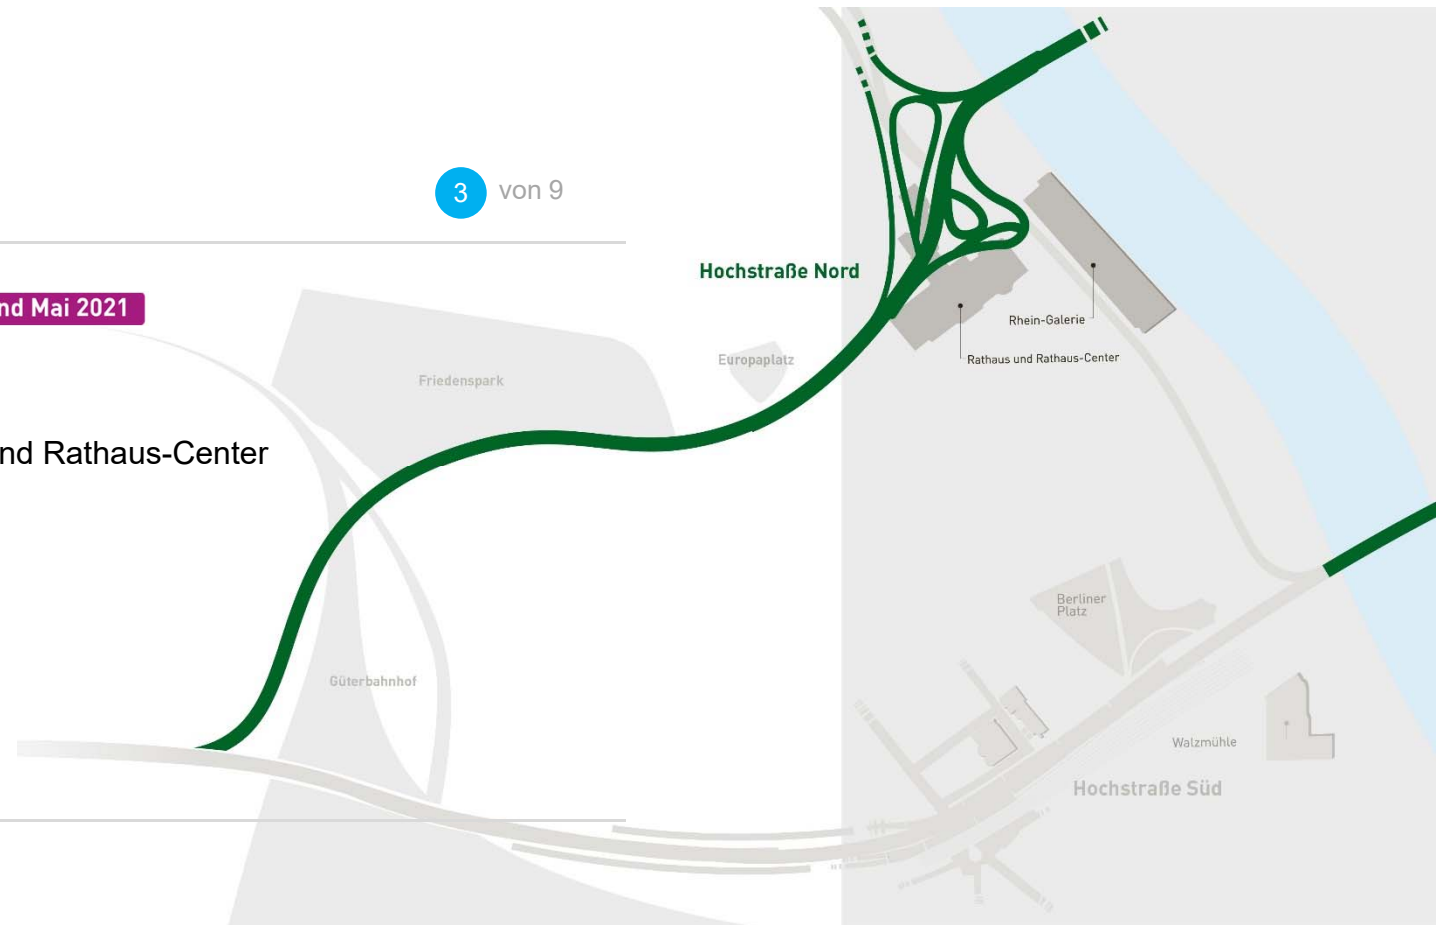 3 von 9
Hochstraße Nord
nd Mai 2021
Rhein-Galerie
Europaplatz
Rathaus und Rathaus-Center
Friedenspark
nd Rathaus-Center
Berliner
Platz
Güterbahnhof
Walzmühle
Hochstraße Süd